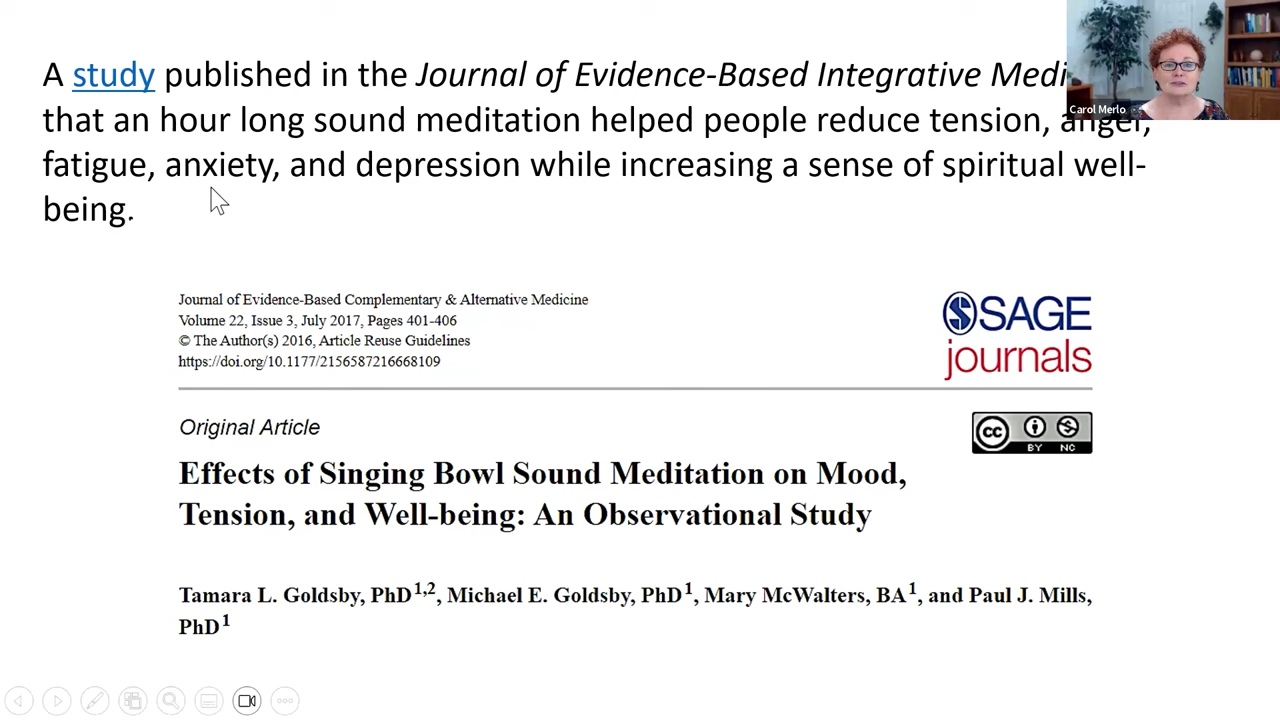 A study published in the Journal of Evidence-Based Integrative Medi
Carol Merlo
that an hour long sound meditation helped people reduce tension, anger,
fatigue, anxiety, and depression while increasing a sense of spiritual well-
being.
Journal of Evidence-Based Complementary & Alternative Medicine
Volume 22, Issue 3, July 2017, Pages 401-406
© The Author(s) 2016, Article Reuse Guidelines
https://doi.org/10.1177/2156587216668109
SAGE
journals
Original Article
CC BY NC
Effects of Singing Bowl Sound Meditation on Mood,
Tension, and Well-being: An Observational Study
Tamara L. Goldsby, PhD1,2, Michael E. Goldsby, PhD1, Mary McWalters, BA1, and Paul J. Mills,
PhD1